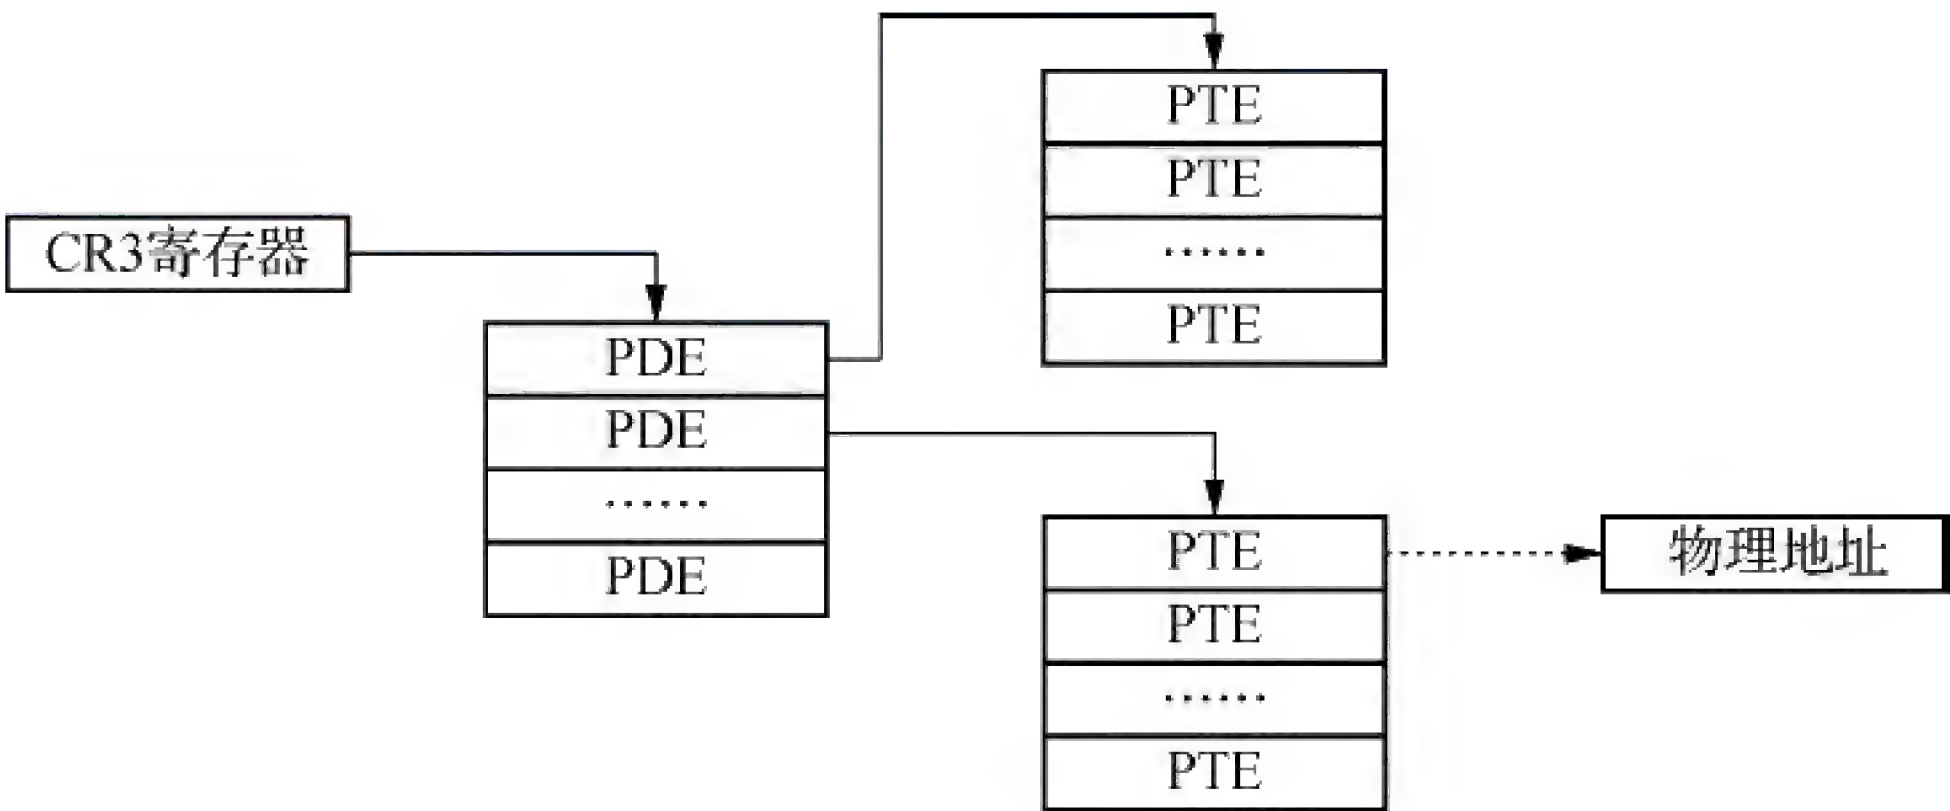 PTE
PTE
……
PTE
CR3寄存器
PDE
PDE
……
PDE
PTE
PTE
……
PTE
物理地址